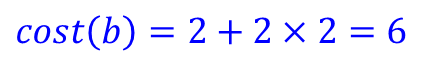 cost(b) = 2 + 2 × 2 = 6